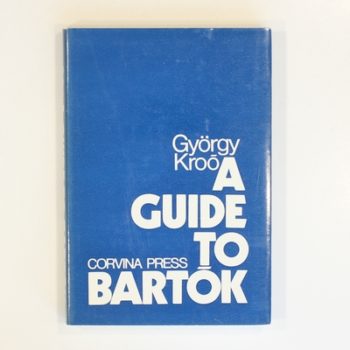 György
Kroó
A
GUIDE
TO
CORVINA PRESS
BARTÓK